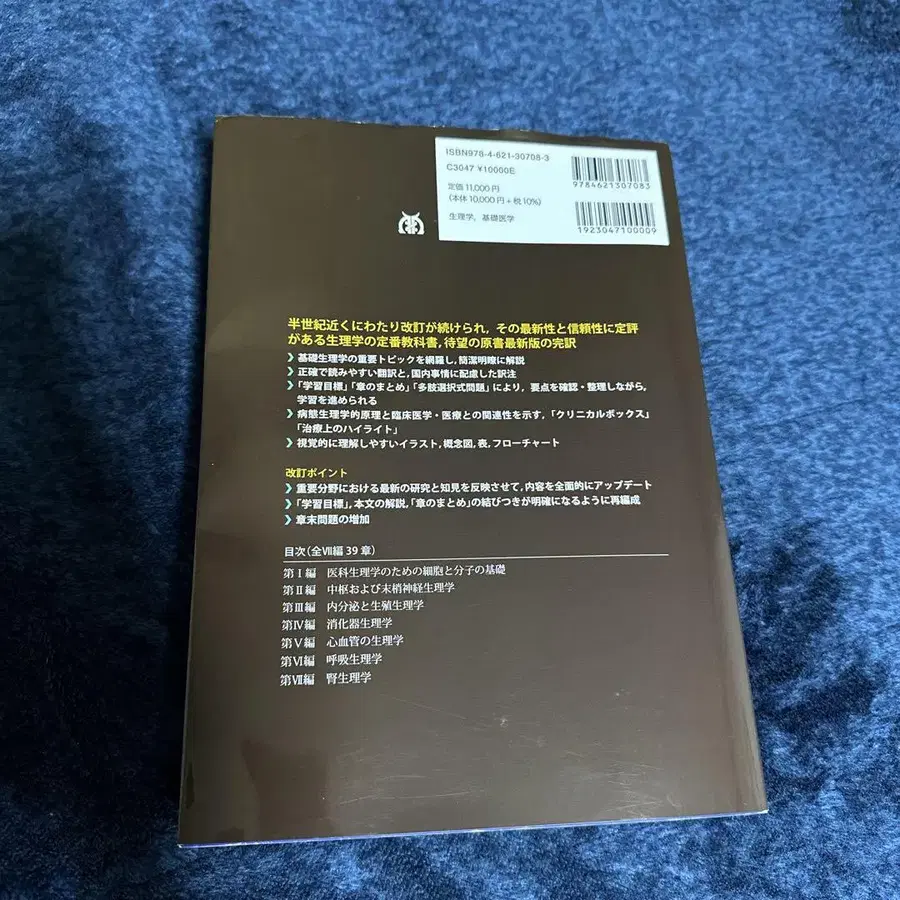 ISBN978-4-621-30708-3
C3047 ¥10000E
定価 11,000円
(本体 10,000円+税10%)
生理学, 基礎医学
9784621307083
1923047100009
半世紀近くにわたり改訂が続けられ, その最新性と信頼性に定評
がある生理学の定番教科書, 待望の原書最新版の完訳
基礎生理学の重要トピックを網羅し, 簡潔明瞭に解説
正確で読みやすい翻訳と, 国内事情に配慮した訳注
「学習目標」「章のまとめ」「多肢選択式問題」により, 要点を確認・整理しながら,
学習を進められる
病態生理学的原理と臨床医学・医療との関連性を示す,「クリニカルボックス」
「治療上のハイライト」
視覚的に理解しやすいイラスト, 概念図, 表, フローチャート
改訂ポイント
重要分野における最新の研究と知見を反映させて, 内容を全面的にアップデート
「学習目標」, 本文の解説,「章のまとめ」の結びつきが明確になるように再編成
章末問題の増加
目次(全Ⅶ編 39 章)
第Ⅰ編 医科生理学のための細胞と分子の基礎
第Ⅱ編 中枢および末梢神経生理学
第Ⅲ編 内分泌と生殖生理学
第Ⅳ編 消化器生理学
第Ⅴ編 心血管の生理学
第Ⅵ編 呼吸生理学
第Ⅶ編 腎生理学